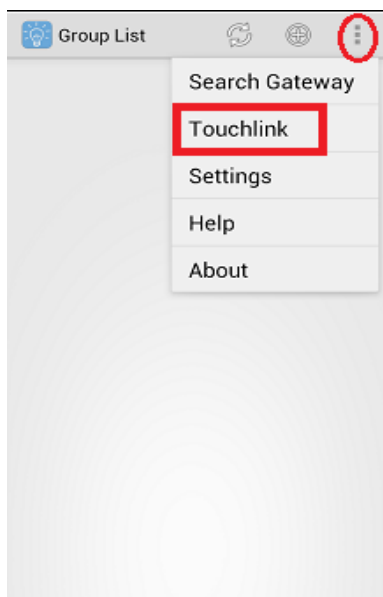 Group List
Search Gateway
Touchlink
Settings
Help
About